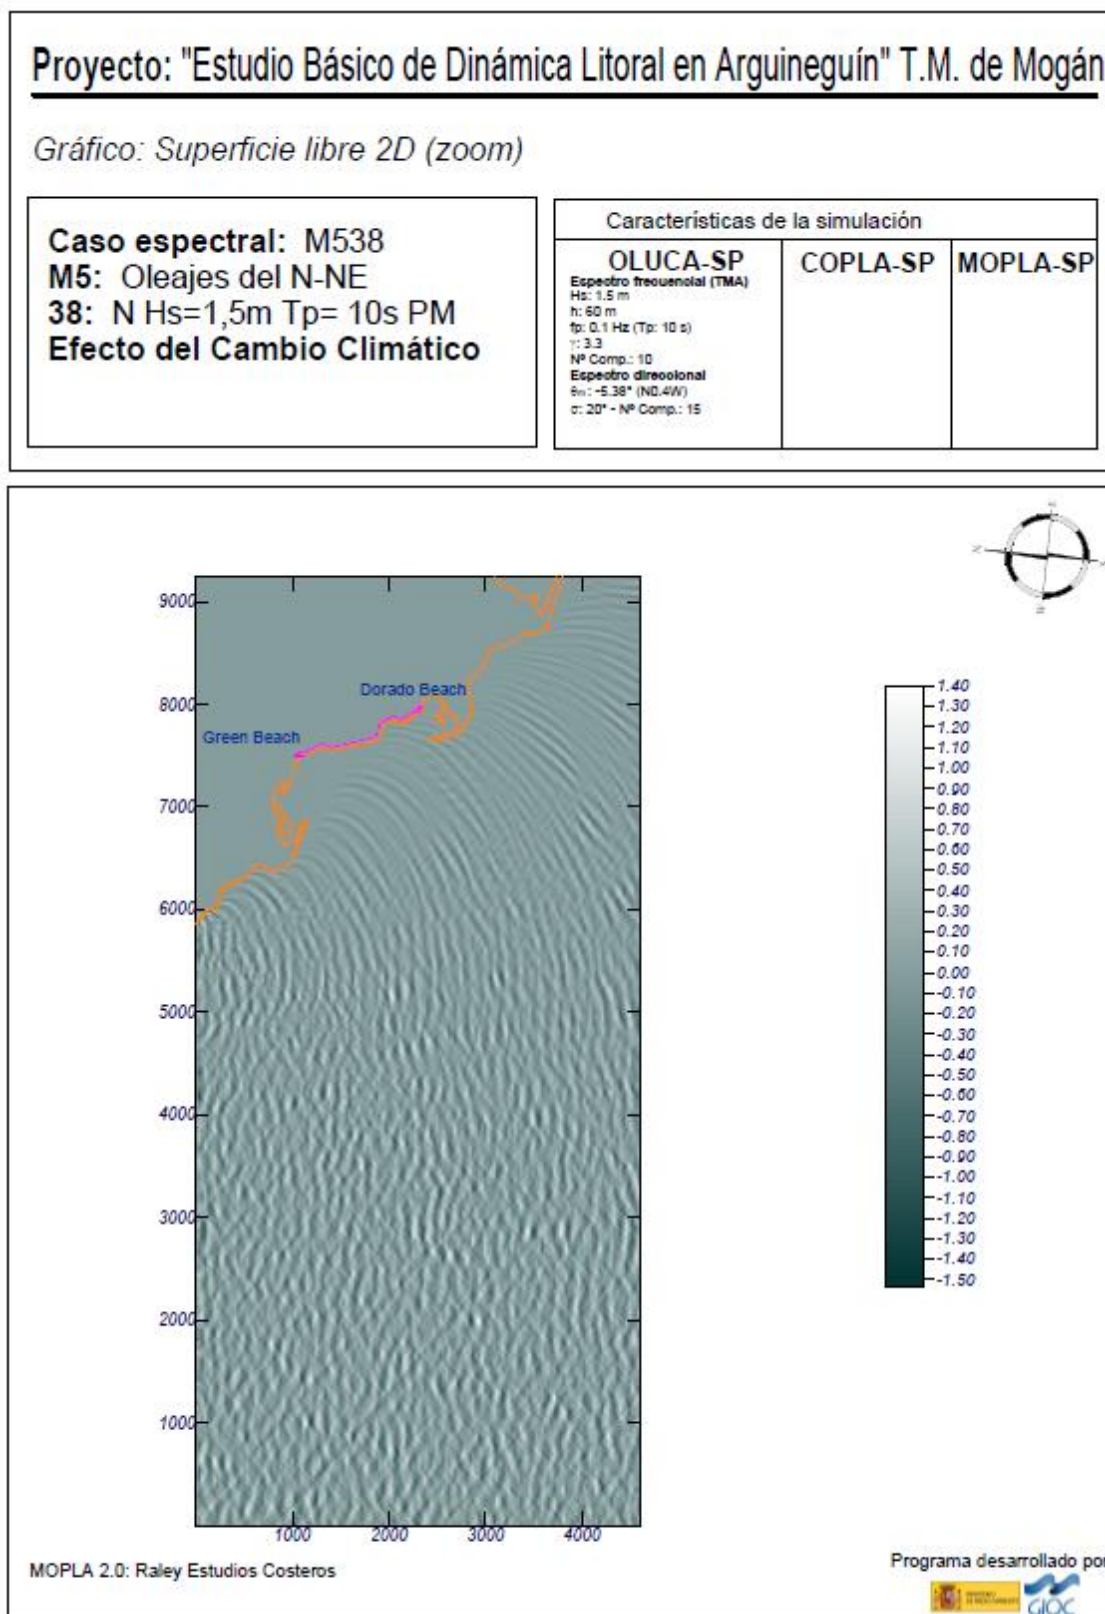 Proyecto: "Estudio Básico de Dinámica Litoral en Arguineguín" T.M. de Mogán
Gráfico: Superficie libre 2D (zoom)
Caso espectral: M538
M5: Oleajes del N-NE
38: N Hs=1,5m Tp= 10s PM
Efecto del Cambio Climático
Características de la simulación
OLUCA-SP
Espectro frecuencial (TMA)
Hs: 1.5 m
h: 60 m
fp: 0.1 Hz (Tp: 10 s)
γ: 3.3
Nº Comp.: 10
Espectro direccional
θm: -5.38° (N0.4W)
σ: 20° - Nº Comp.: 15
COPLA-SP
MOPLA-SP
N
9000
8000
7000
6000
5000
4000
3000
2000
1000
Dorado Beach
Green Beach
1000
2000
3000
4000
1.40
1.30
1.20
1.10
1.00
0.90
0.80
0.70
0.60
0.50
0.40
0.30
0.20
0.10
0.00
-0.10
-0.20
-0.30
-0.40
-0.50
-0.60
-0.70
-0.80
-0.90
-1.00
-1.10
-1.20
-1.30
-1.40
-1.50
MOPLA 2.0: Raley Estudios Costeros
Programa desarrollado por
GIOC